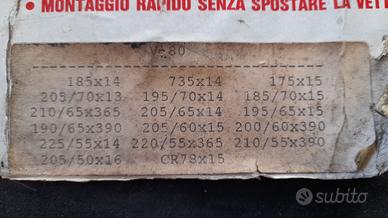 • MONTAGGIO RAPIDO SENZA SPOSTARE LA VETT
V-80
185x14 735x14 175x15
205/70x13 195/70x14 185/70x15
210/65x365 205/65x14 195/65x15
190/65x390 205/60x15 200/60x390
225/55x14 220/55x365 210/55x390
205/50x16 CR78x15
subito